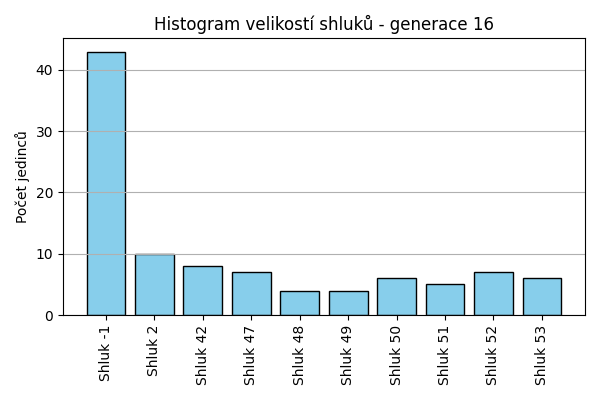 Histogram velikostí shluků - generace 16
Počet jedinců
40
30
20
10
0
Shluk -1
Shluk 2
Shluk 42
Shluk 47
Shluk 48
Shluk 49
Shluk 50
Shluk 51
Shluk 52
Shluk 53